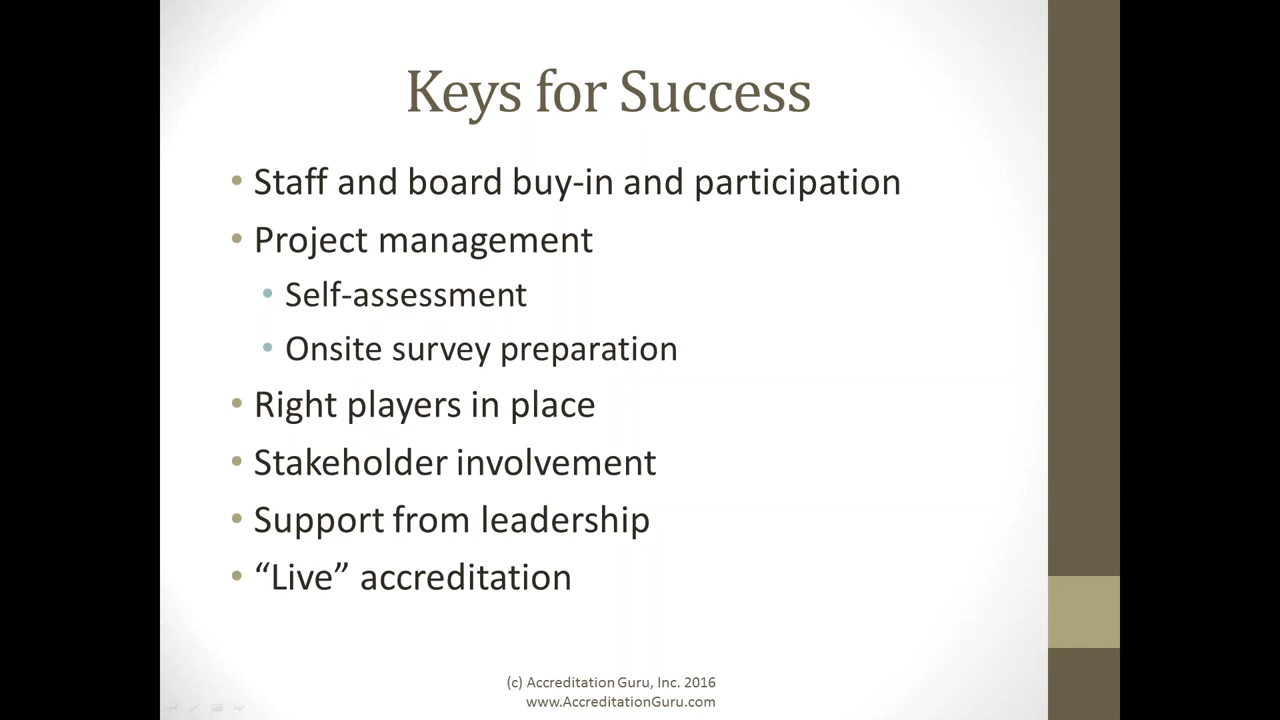 Keys for Success
• Staff and board buy-in and participation
• Project management
• Self-assessment
• Onsite survey preparation
• Right players in place
• Stakeholder involvement
• Support from leadership
• “Live” accreditation
(c) Accreditation Guru, Inc. 2016
www.AccreditationGuru.com